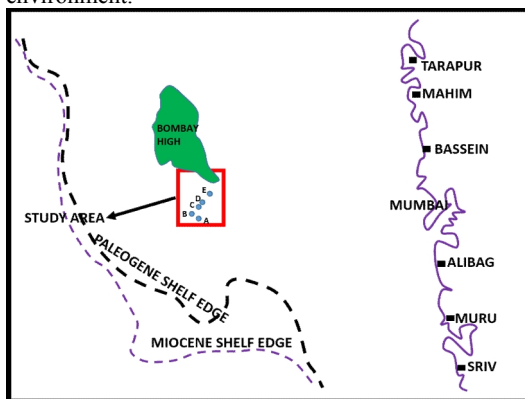 environment.
TARAPUR
MAHIM
BOMBAY
HIGH
BASSEIN
E
D
C
B
A
MUMBAI
STUDY AREA
PALEOGENE SHELF EDGE
ALIBAG
MURU
MIOCENE SHELF EDGE
SRIV